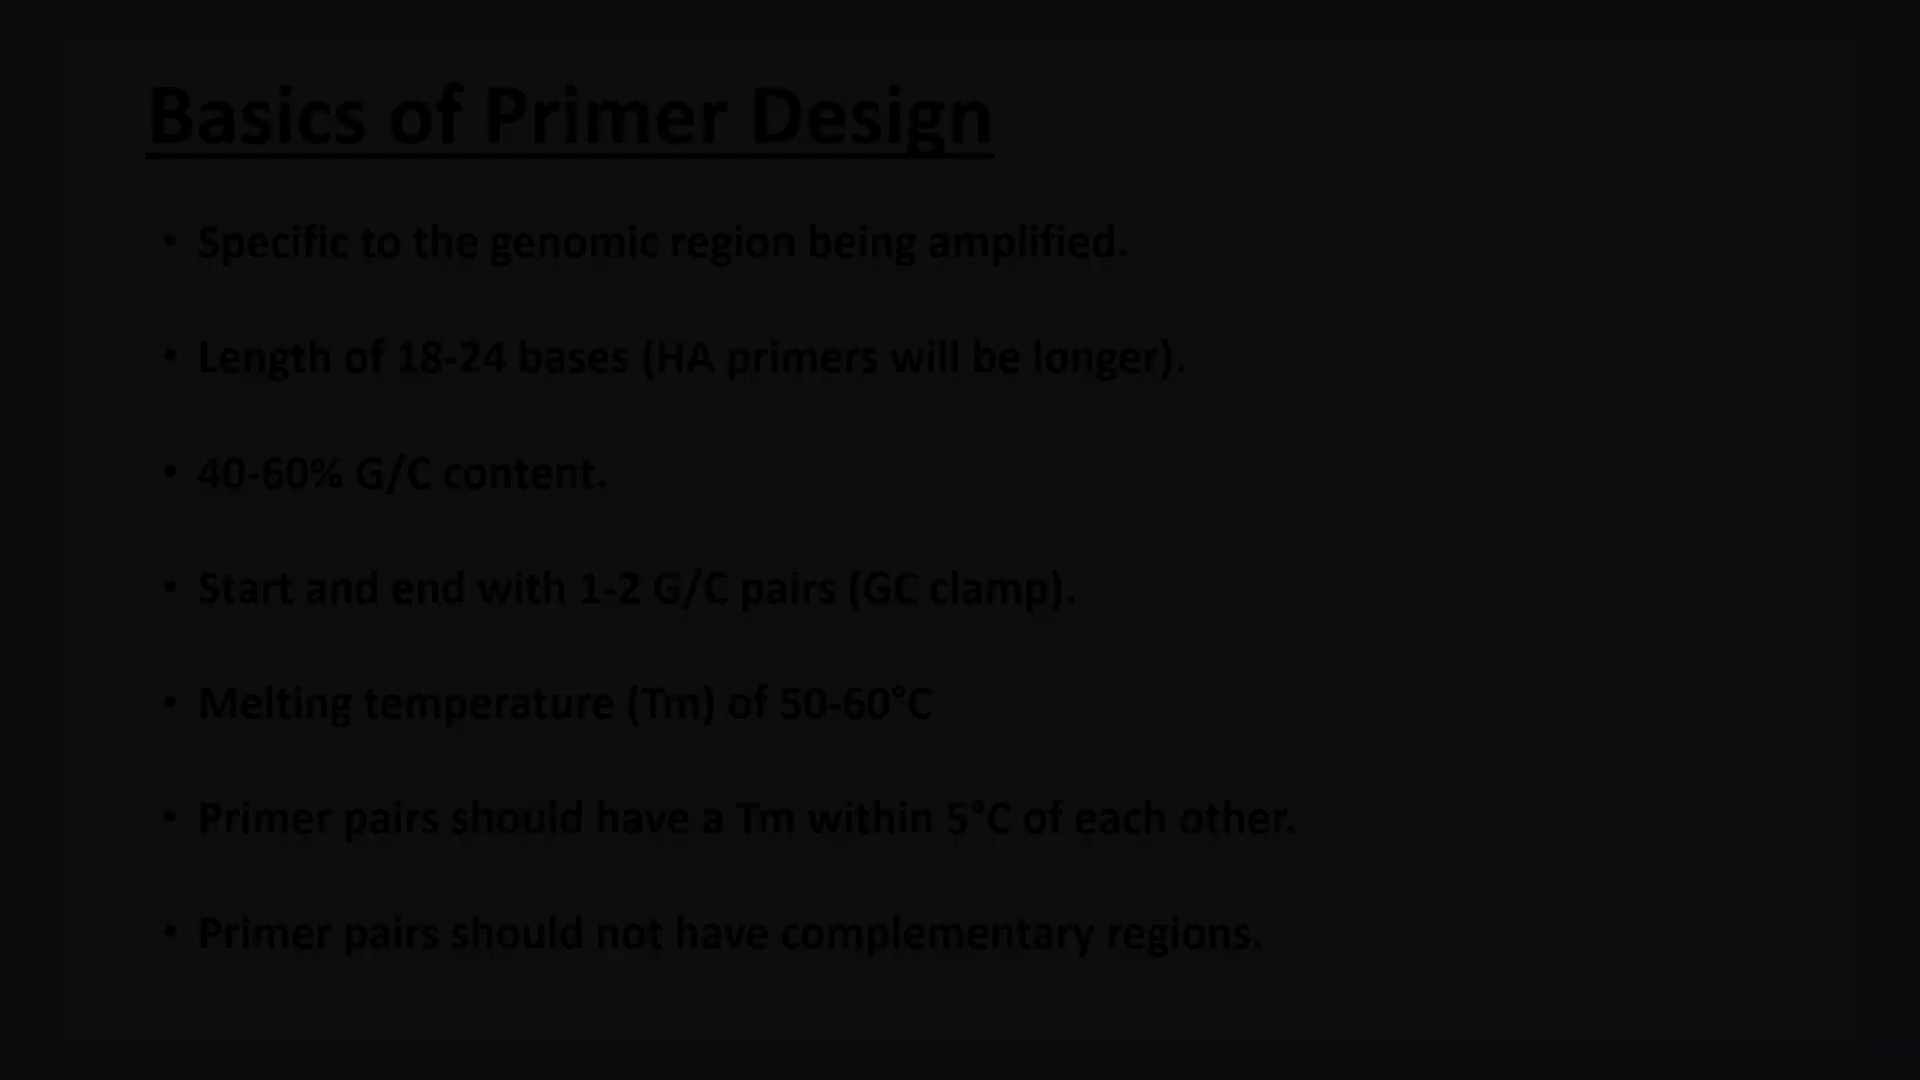 Basics of Primer Design
• Specific to the genomic region being amplified.
• Length of 18-24 bases (HA primers will be longer).
• 40-60% G/C content.
• Start and end with 1-2 G/C pairs (GC clamp).
• Melting temperature (Tm) of 50-60°C
• Primer pairs should have a Tm within 5°C of each other.
• Primer pairs should not have complementary regions.